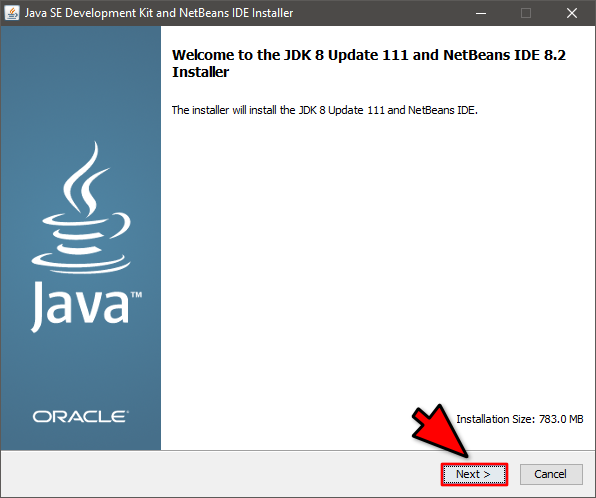 Java SE Development Kit and NetBeans IDE Installer
Welcome to the JDK 8 Update 111 and NetBeans IDE 8.2
Installer
The installer will install the JDK 8 Update 111 and NetBeans IDE.
Java™
ORACLE®
Installation Size: 783.0 MB
Next >
Cancel